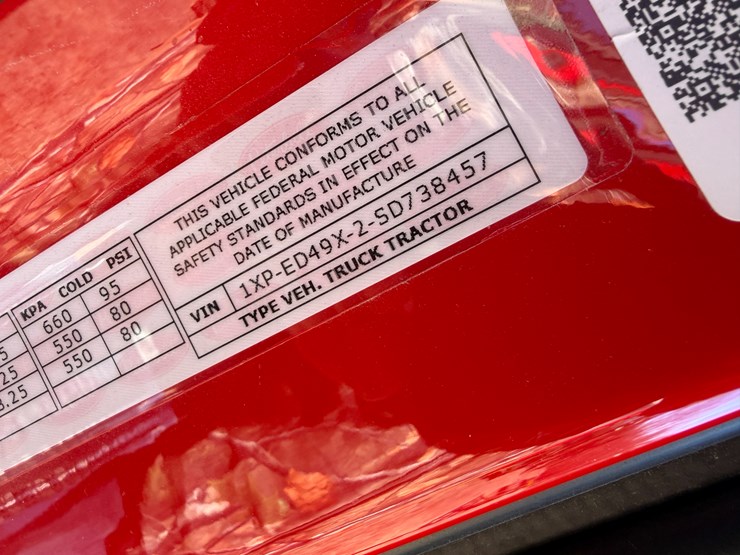 THIS VEHICLE CONFORMS TO ALL
APPLICABLE FEDERAL MOTOR VEHICLE
SAFETY STANDARDS IN EFFECT ON THE
DATE OF MANUFACTURE
VIN 1XP-ED49X-2-SD738457
TYPE VEH. TRUCK TRACTOR
KPA COLD PSI
660 95
550 80
550 80